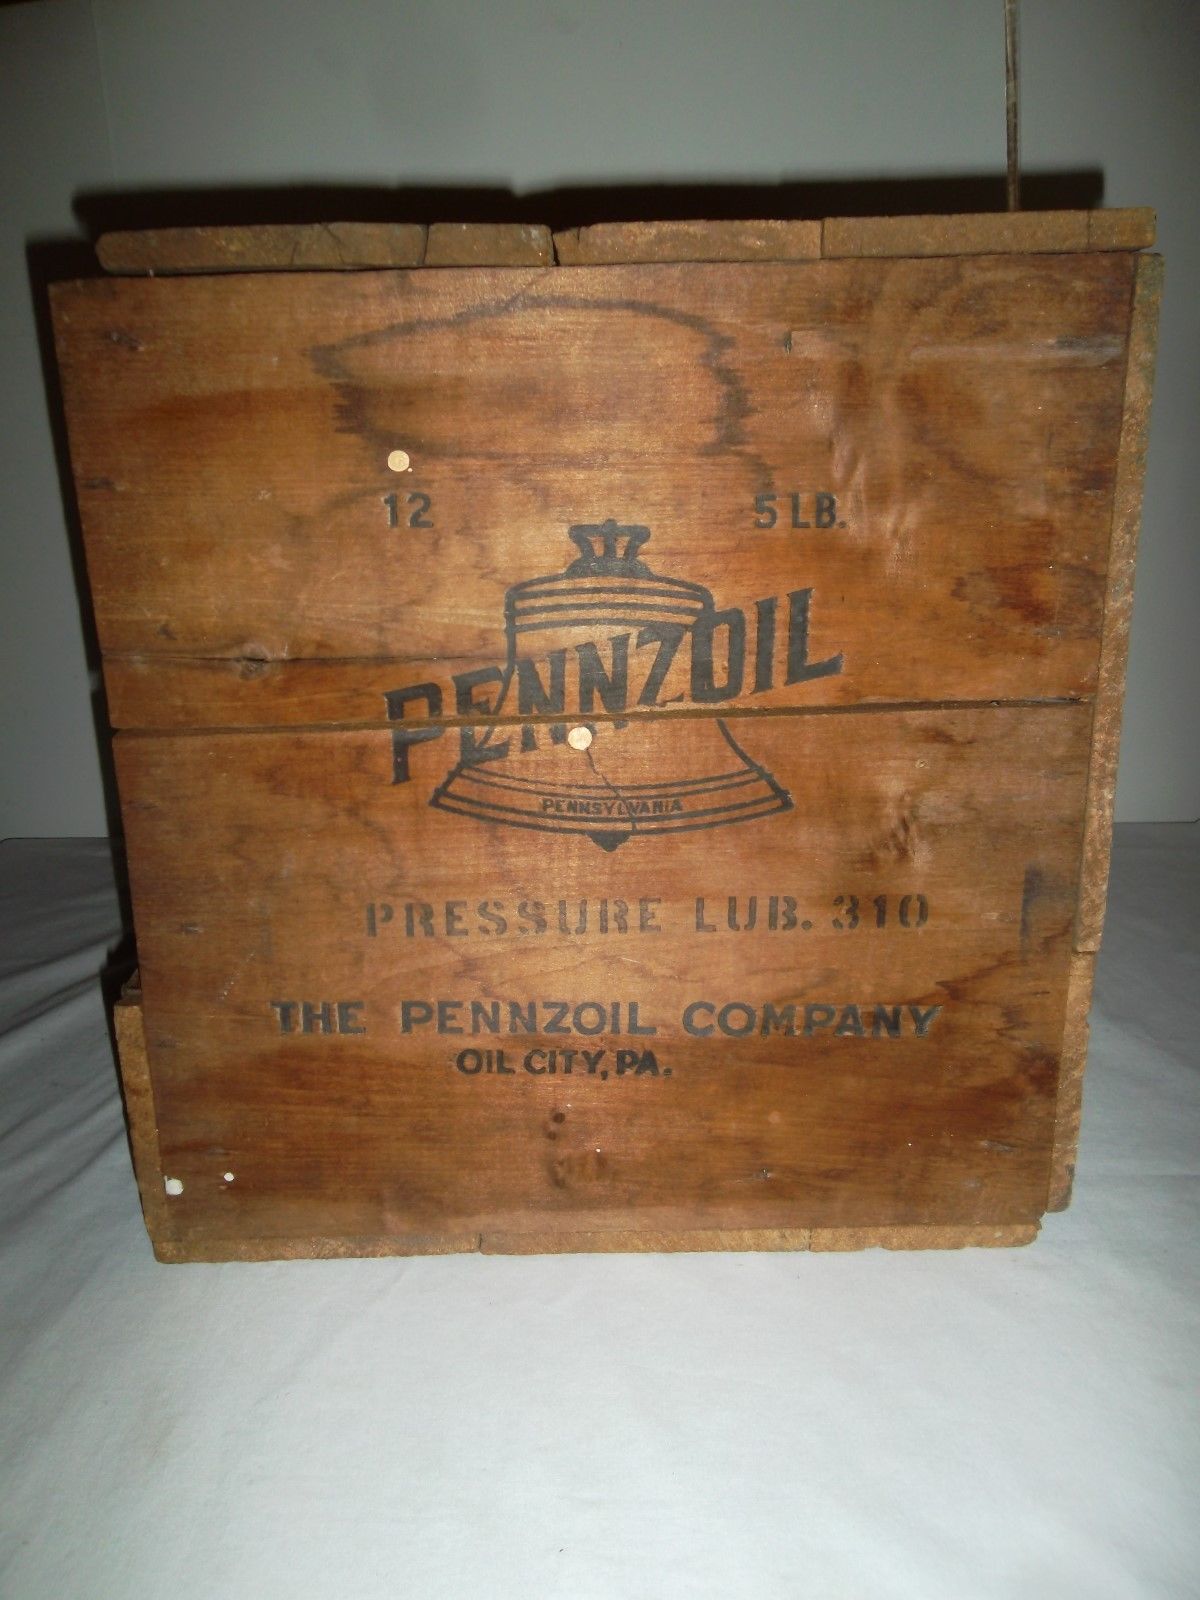 12 5 LB.
PENNZOIL
PENNSYLVANIA
PRESSURE LUB. 310
THE PENNZOIL COMPANY
OIL CITY, PA.